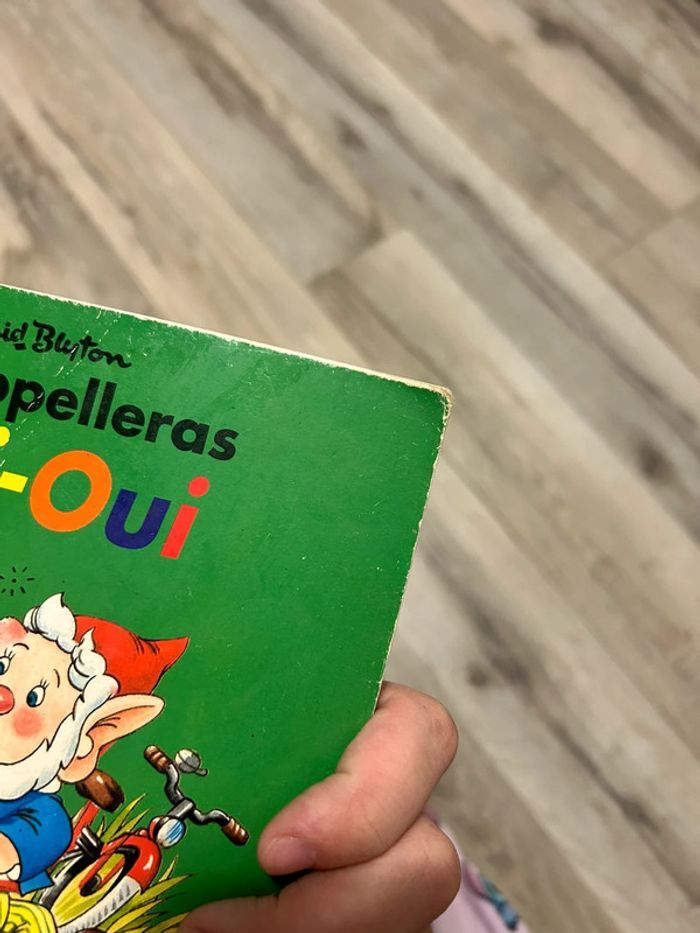 id Blyton
ppelleras
i-Oui